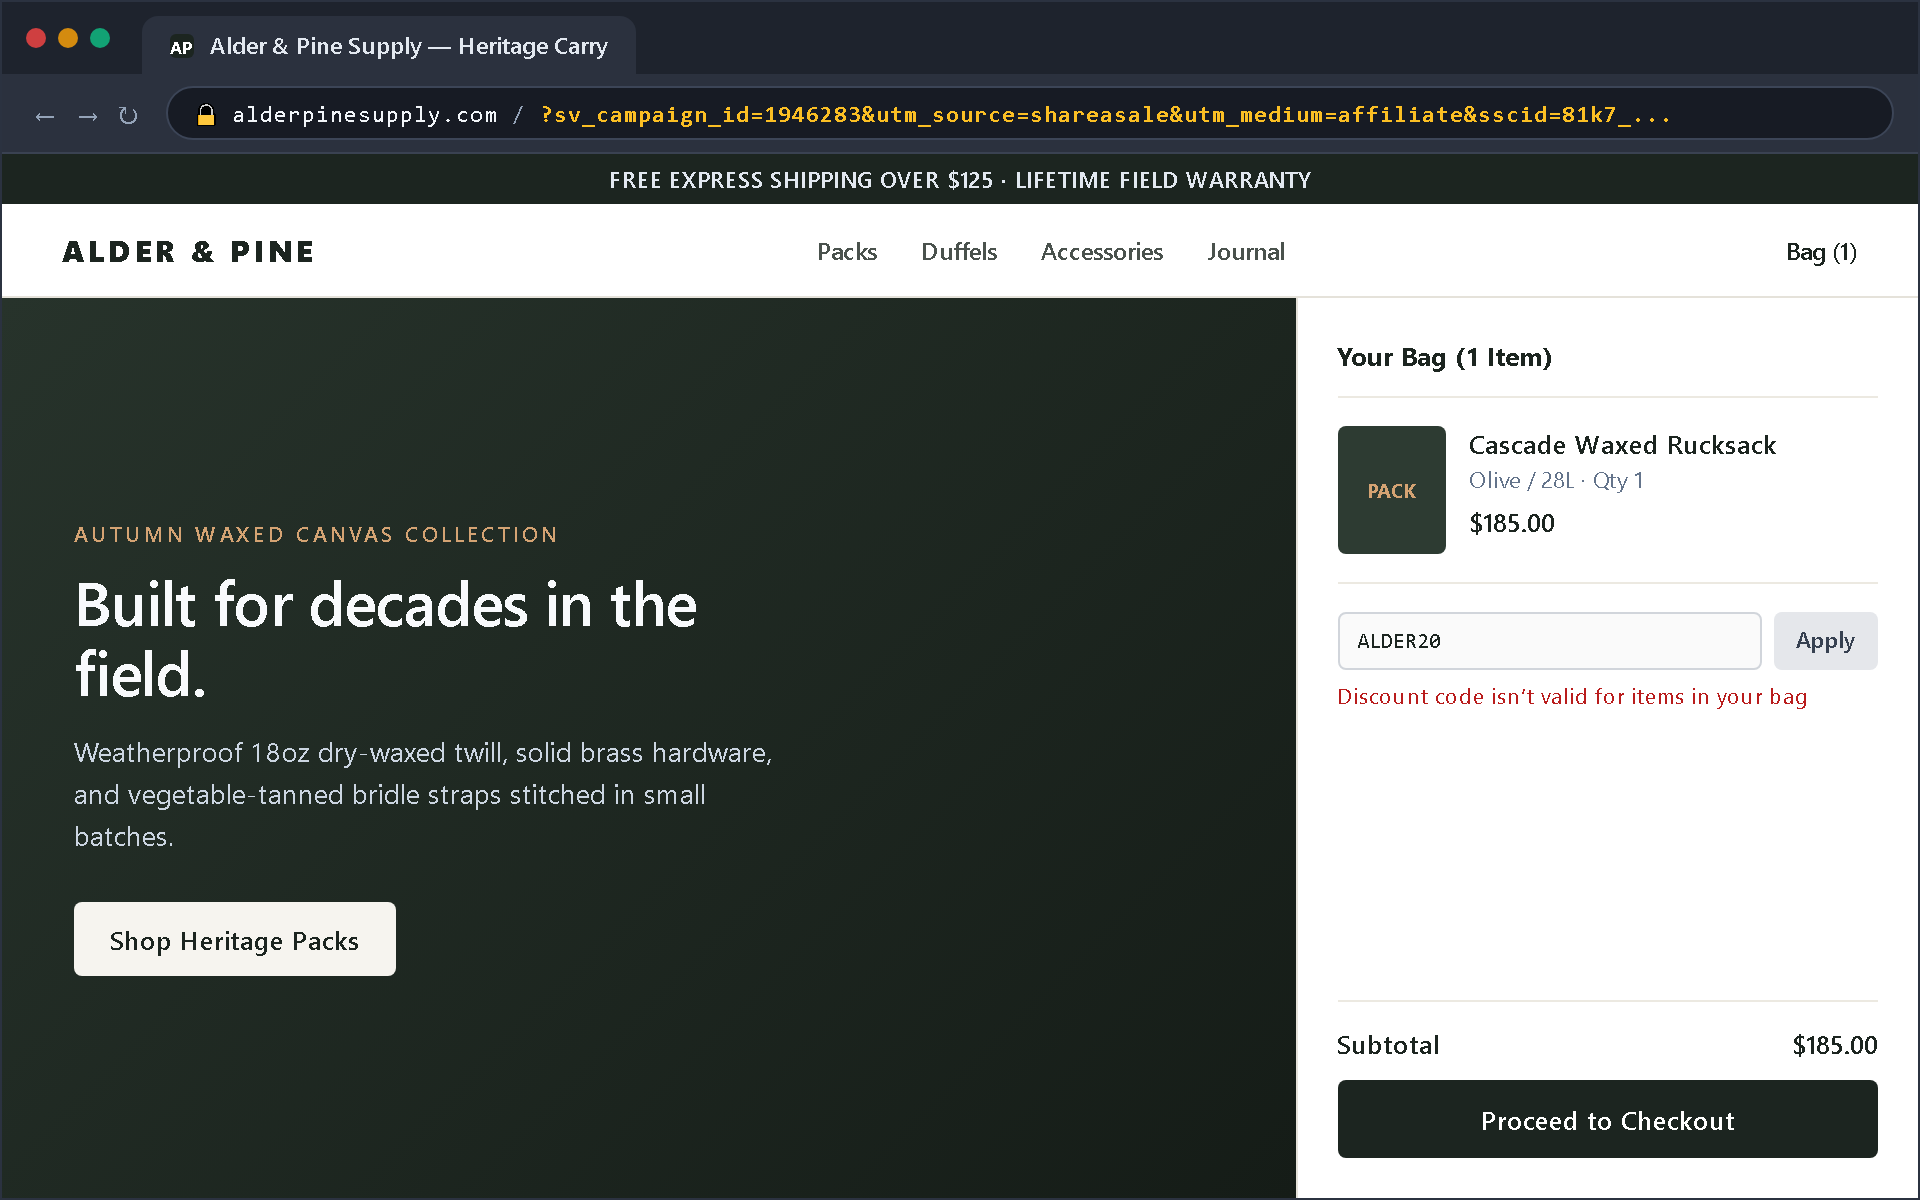 AP Alder & Pine Supply — Heritage Carry
← → ↻ alderpinesupply.com / ?sv_campaign_id=1946283&utm_source=shareasale&utm_medium=affiliate&sscid=81k7_...
FREE EXPRESS SHIPPING OVER $125 · LIFETIME FIELD WARRANTY
ALDER & PINE
Packs
Duffels
Accessories
Journal
Bag (1)
AUTUMN WAXED CANVAS COLLECTION
Built for decades in the
field.
Weatherproof 18oz dry-waxed twill, solid brass hardware,
and vegetable-tanned bridle straps stitched in small
batches.
Shop Heritage Packs
Your Bag (1 Item)
PACK
Cascade Waxed Rucksack
Olive / 28L · Qty 1
$185.00
ALDER20
Apply
Discount code isn’t valid for items in your bag
Subtotal $185.00
Proceed to Checkout